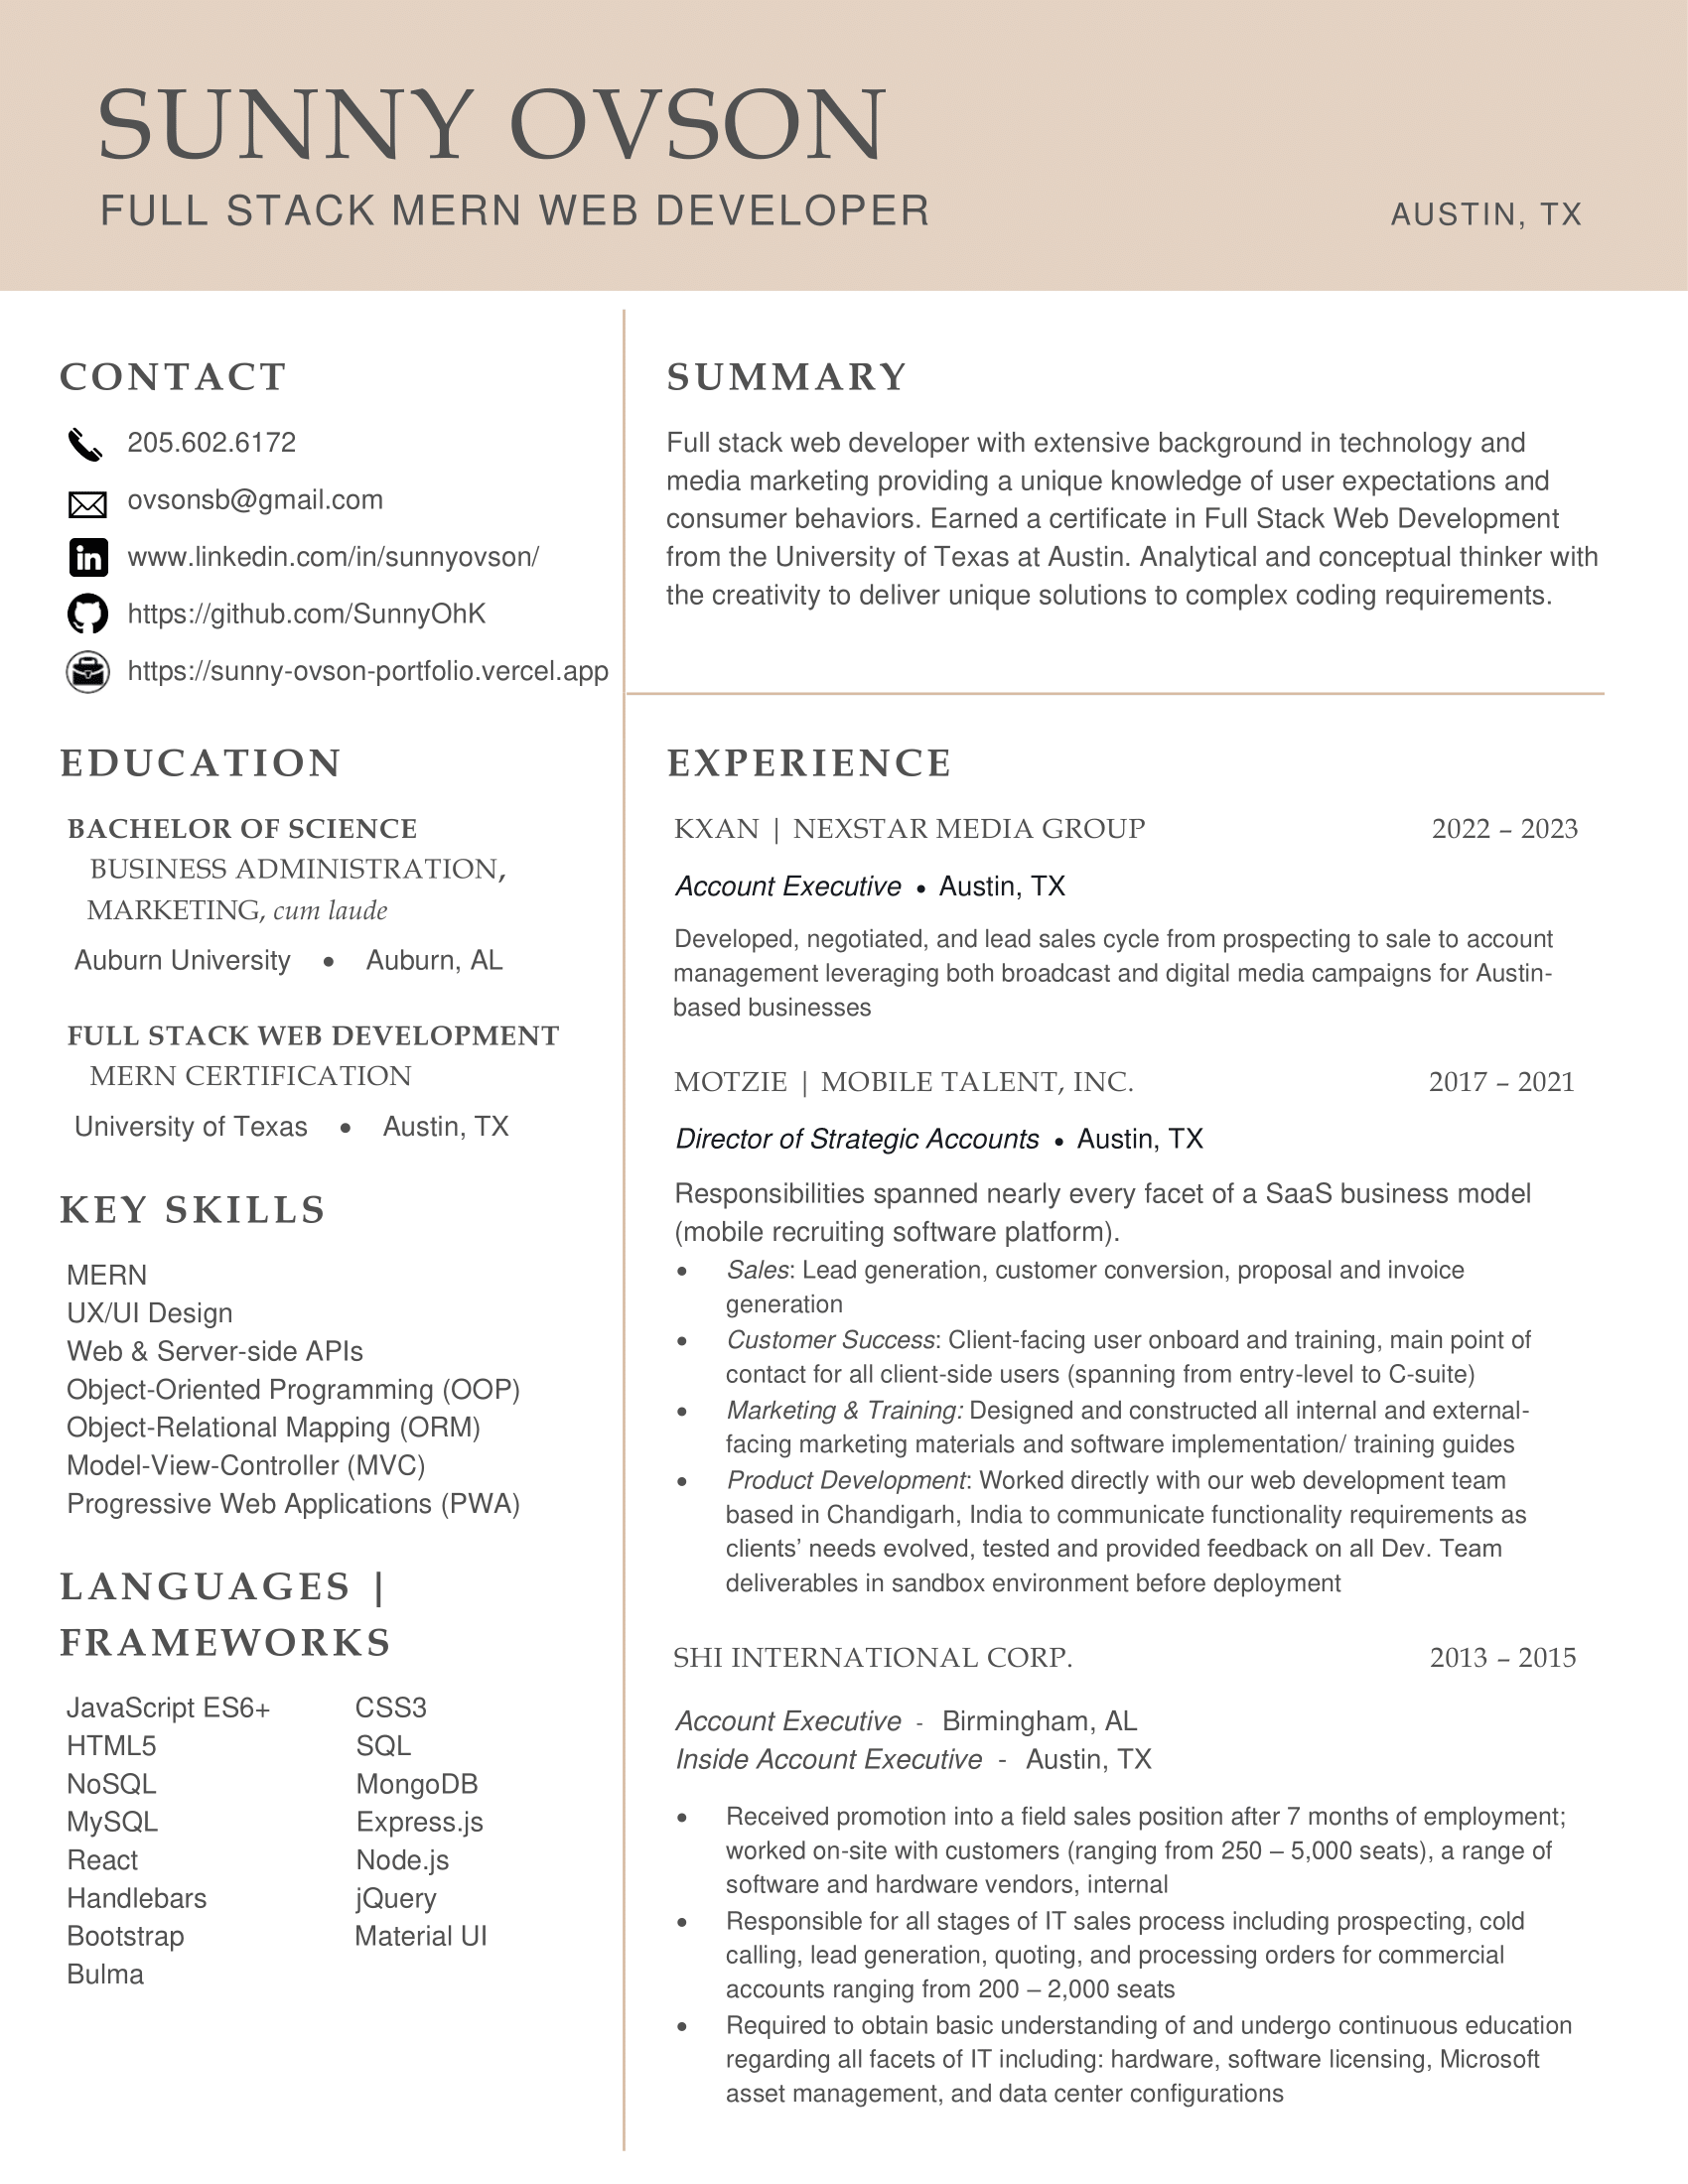 SUNNY OVSON
FULL STACK MERN WEB DEVELOPER
AUSTIN, TX
CONTACT
205.602.6172
ovsonsb@gmail.com
www.linkedin.com/in/sunnyovson/
https://github.com/SunnyOhK
https://sunny-ovson-portfolio.vercel.app
EDUCATION
BACHELOR OF SCIENCE
BUSINESS ADMINISTRATION,
MARKETING, cum laude
Auburn University • Auburn, AL
FULL STACK WEB DEVELOPMENT
MERN CERTIFICATION
University of Texas • Austin, TX
KEY SKILLS
MERN
UX/UI Design
Web & Server-side APIs
Object-Oriented Programming (OOP)
Object-Relational Mapping (ORM)
Model-View-Controller (MVC)
Progressive Web Applications (PWA)
LANGUAGES |
FRAMEWORKS
JavaScript ES6+ CSS3
HTML5 SQL
NoSQL MongoDB
MySQL Express.js
React Node.js
Handlebars jQuery
Bootstrap Material UI
Bulma
SUMMARY
Full stack web developer with extensive background in technology and
media marketing providing a unique knowledge of user expectations and
consumer behaviors. Earned a certificate in Full Stack Web Development
from the University of Texas at Austin. Analytical and conceptual thinker with
the creativity to deliver unique solutions to complex coding requirements.
EXPERIENCE
KXAN | NEXSTAR MEDIA GROUP 2022 – 2023
Account Executive • Austin, TX
Developed, negotiated, and lead sales cycle from prospecting to sale to account
management leveraging both broadcast and digital media campaigns for Austin-
based businesses
MOTZIE | MOBILE TALENT, INC. 2017 – 2021
Director of Strategic Accounts • Austin, TX
Responsibilities spanned nearly every facet of a SaaS business model
(mobile recruiting software platform).
• Sales: Lead generation, customer conversion, proposal and invoice
generation
• Customer Success: Client-facing user onboard and training, main point of
contact for all client-side users (spanning from entry-level to C-suite)
• Marketing & Training: Designed and constructed all internal and external-
facing marketing materials and software implementation/ training guides
• Product Development: Worked directly with our web development team
based in Chandigarh, India to communicate functionality requirements as
clients’ needs evolved, tested and provided feedback on all Dev. Team
deliverables in sandbox environment before deployment
SHI INTERNATIONAL CORP. 2013 – 2015
Account Executive - Birmingham, AL
Inside Account Executive - Austin, TX
• Received promotion into a field sales position after 7 months of employment;
worked on-site with customers (ranging from 250 – 5,000 seats), a range of
software and hardware vendors, internal
• Responsible for all stages of IT sales process including prospecting, cold
calling, lead generation, quoting, and processing orders for commercial
accounts ranging from 200 – 2,000 seats
• Required to obtain basic understanding of and undergo continuous education
regarding all facets of IT including: hardware, software licensing, Microsoft
asset management, and data center configurations